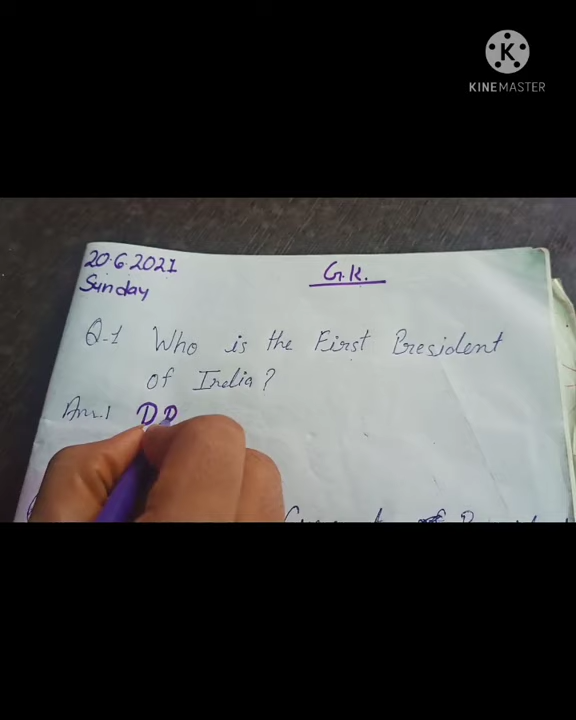 K
KINEMASTER
20.6.2021
G.K.
Sunday
Q.1 Who is the First President
of India?
Ans.1 D